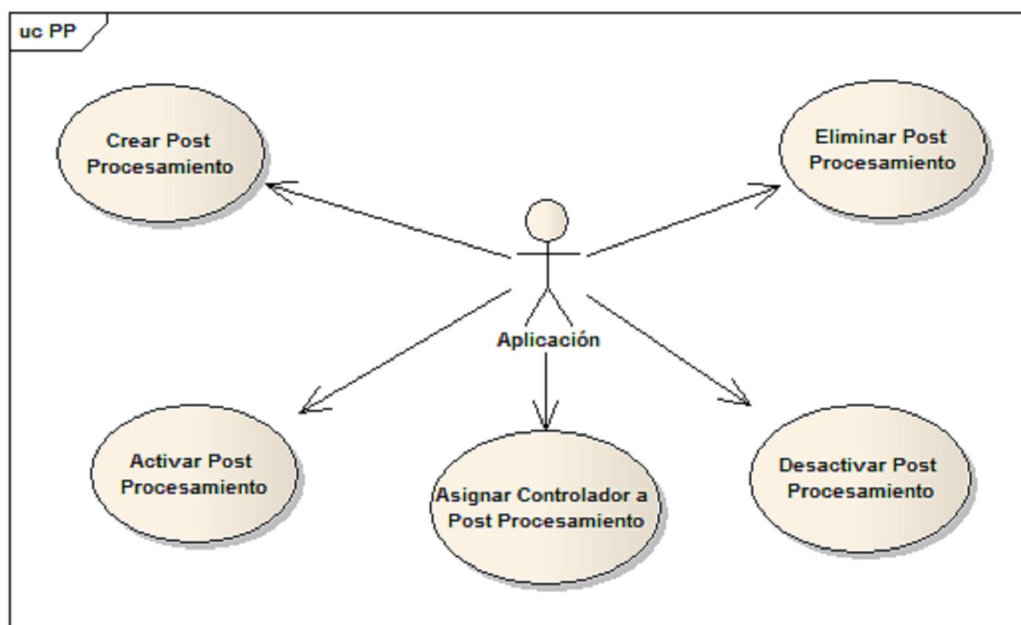 uc PP
Crear Post
Procesamiento
Eliminar Post
Procesamiento
Aplicación
Activar Post
Procesamiento
Asignar Controlador a
Post Procesamiento
Desactivar Post
Procesamiento